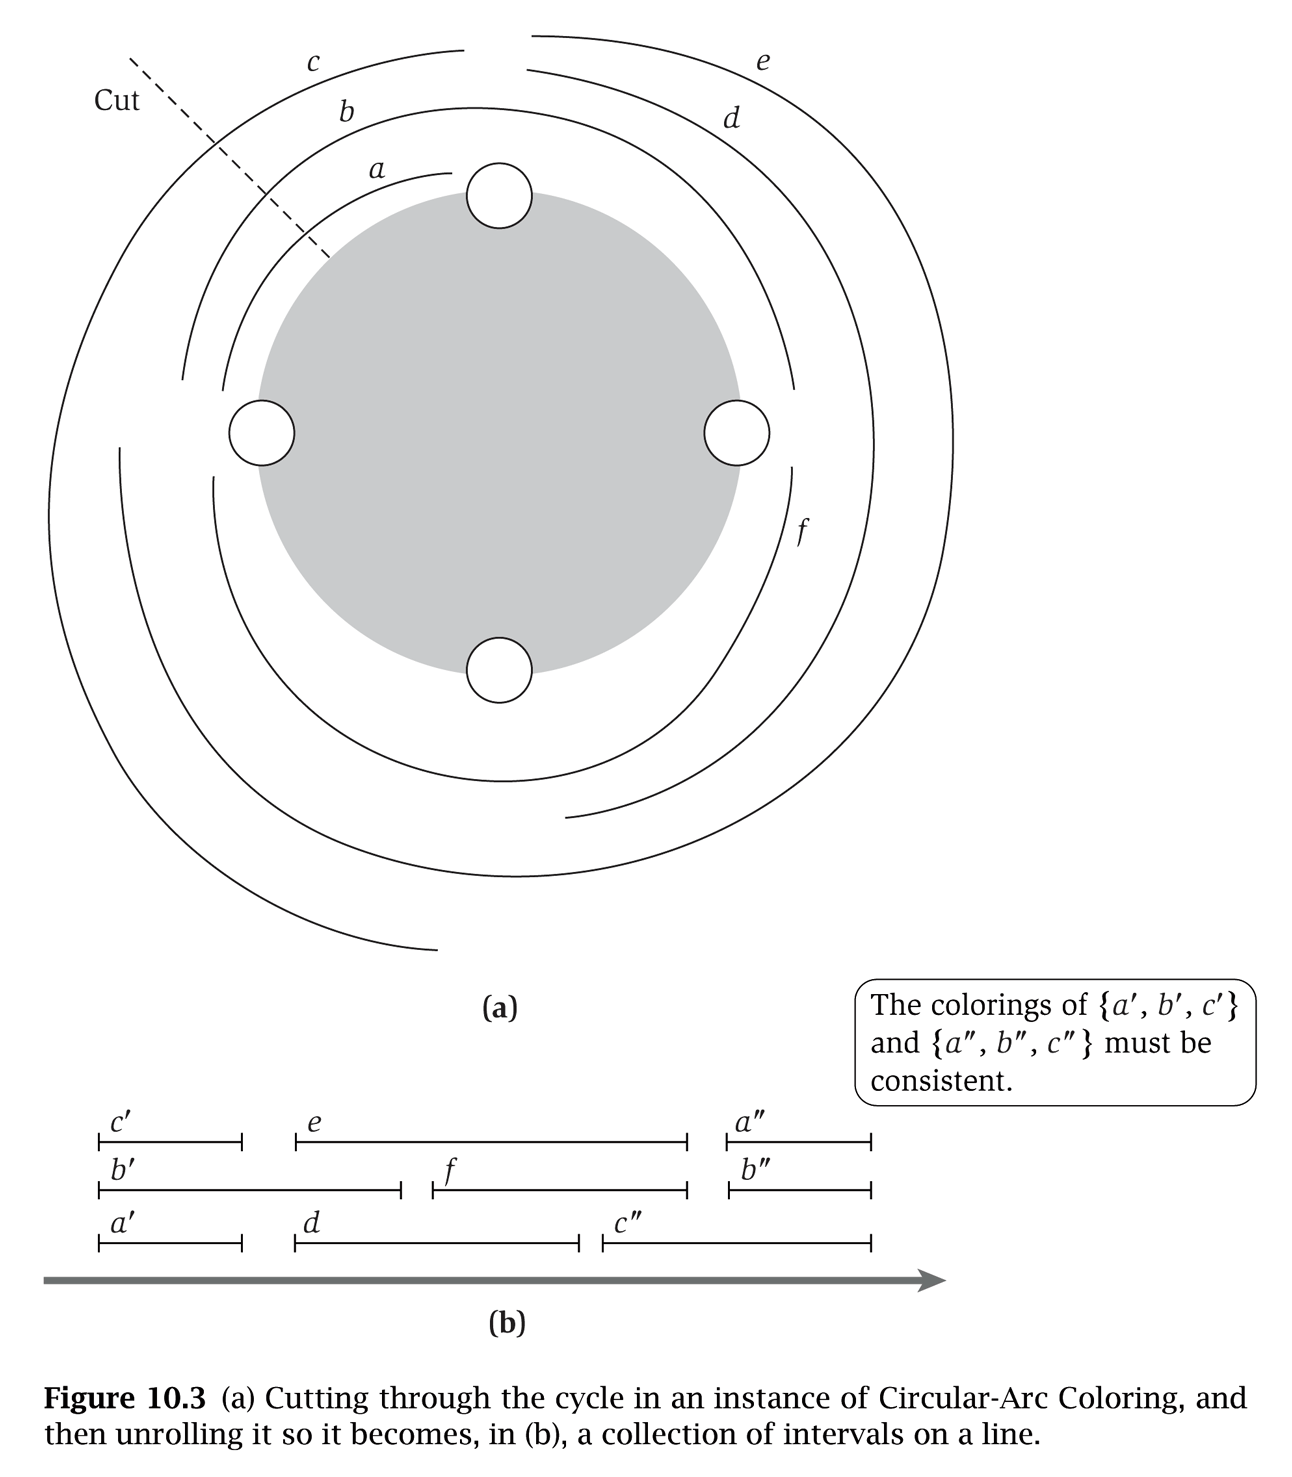 c
e
Cut
b
d
a
f
(a)
The colorings of {a′, b′, c′}
and {a″, b″, c″} must be
consistent.
c′ e a″
b′ f b″
a′ d c″
(b)
Figure 10.3 (a) Cutting through the cycle in an instance of Circular-Arc Coloring, and
then unrolling it so it becomes, in (b), a collection of intervals on a line.